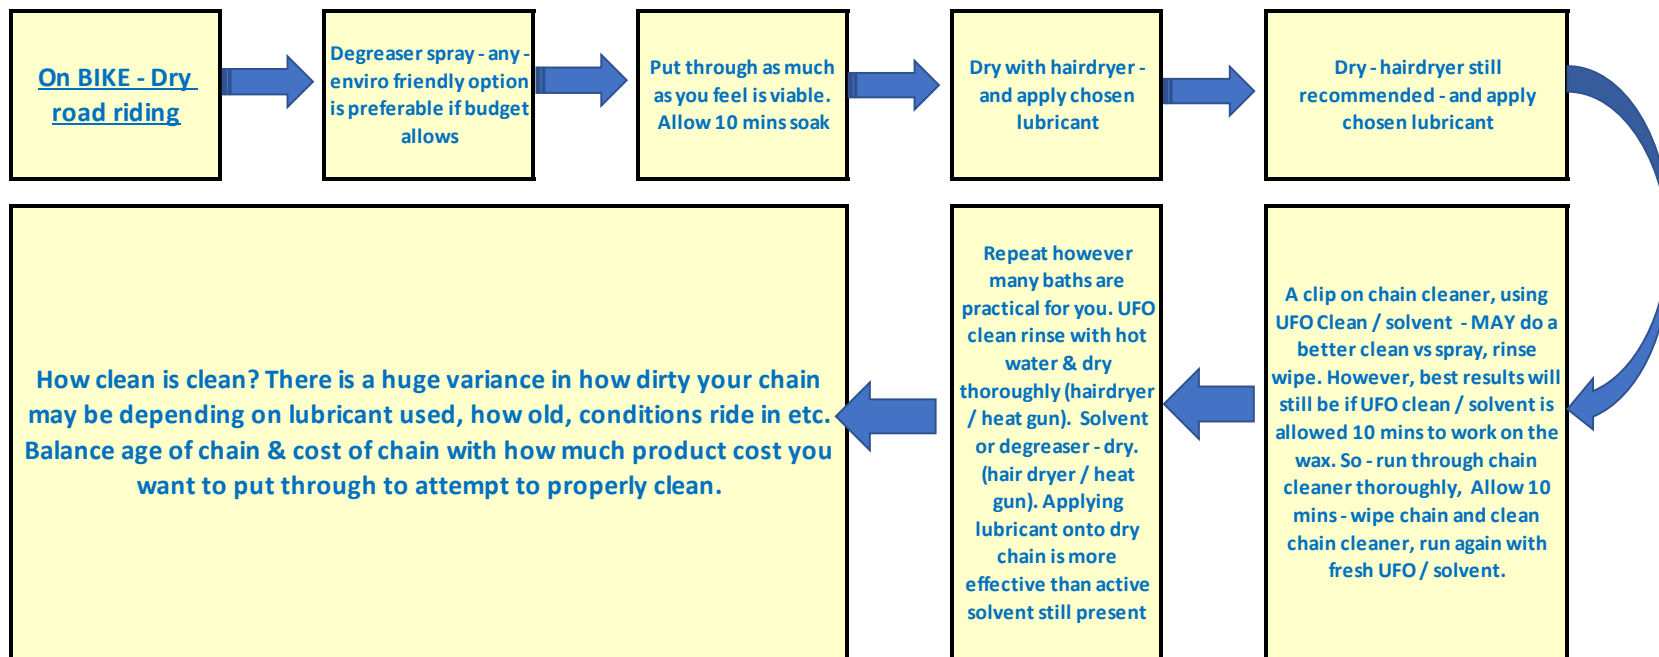 On BIKE - Dry
road riding
Degreaser spray - any -
enviro friendly option
is preferable if budget
allows
Put through as much
as you feel is viable.
Allow 10 mins soak
Dry with hairdryer -
and apply chosen
lubricant
Dry - hairdryer still
recommended - and apply
chosen lubricant
A clip on chain cleaner, using
UFO Clean / solvent - MAY do a
better clean vs spray, rinse
wipe. However, best results will
still be if UFO clean / solvent is
allowed 10 mins to work on the
wax. So - run through chain
cleaner thoroughly, Allow 10
mins - wipe chain and clean
chain cleaner, run again with
fresh UFO / solvent.
Repeat however
many baths are
practical for you. UFO
clean rinse with hot
water & dry
thoroughly (hairdryer
/ heat gun). Solvent
or degreaser - dry.
(hair dryer / heat
gun). Applying
lubricant onto dry
chain is more
effective than active
solvent still present
How clean is clean? There is a huge variance in how dirty your chain
may be depending on lubricant used, how old, conditions ride in etc.
Balance age of chain & cost of chain with how much product cost you
want to put through to attempt to properly clean.